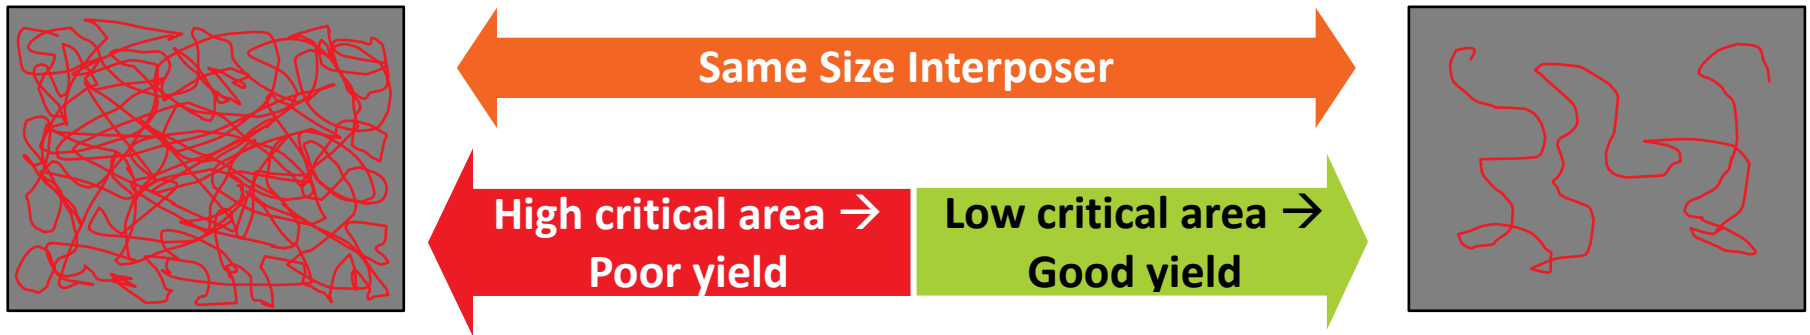 Same Size Interposer
High critical area →
Poor yield
Low critical area →
Good yield